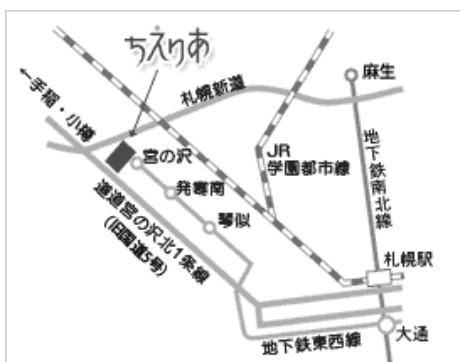 ちえりあ
麻生
←手稲・小樽
札幌新道
JR
学園都市線
地下鉄南北線
宮の沢
発寒南
琴似
道道宮の沢北1条線
(旧国道5号)
札幌駅
地下鉄東西線
大通